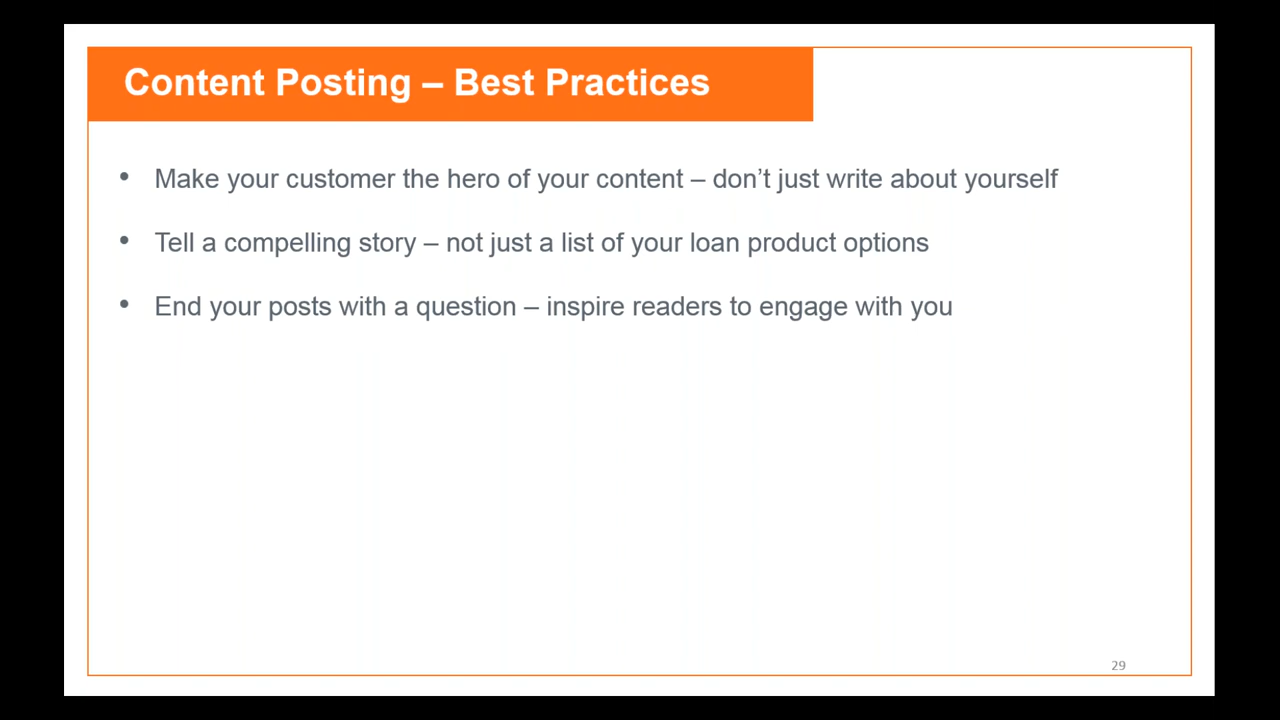 Content Posting – Best Practices
• Make your customer the hero of your content – don’t just write about yourself
• Tell a compelling story – not just a list of your loan product options
• End your posts with a question – inspire readers to engage with you
29